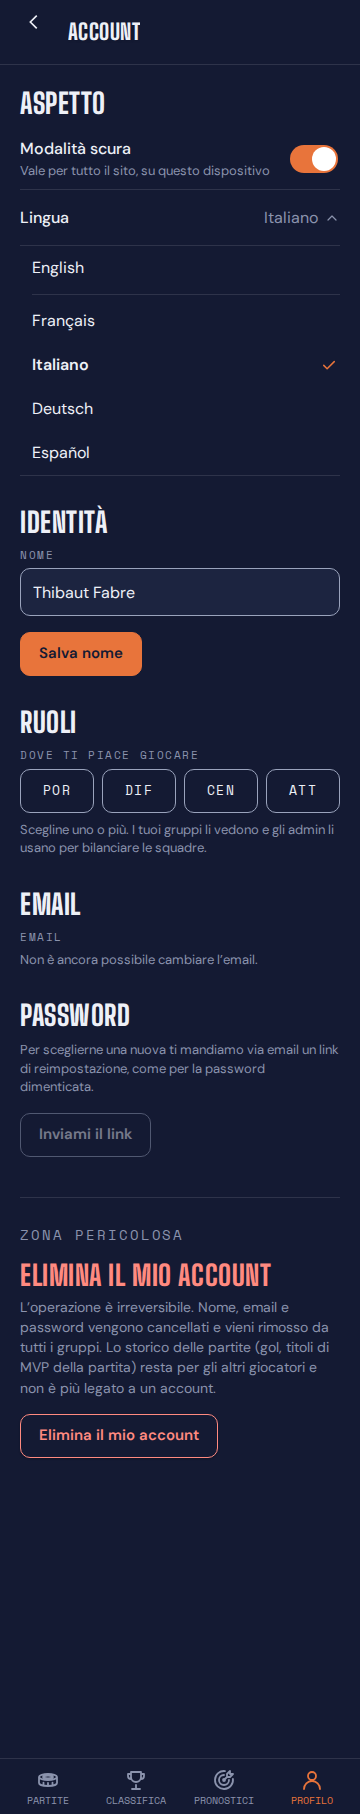 ACCOUNT
ASPETTO
Modalità scura
Vale per tutto il sito, su questo dispositivo
Lingua
Italiano
English
Français
Italiano
Deutsch
Español
IDENTITÀ
NOME
Thibaut Fabre
Salva nome
RUOLI
DOVE TI PIACE GIOCARE
POR DIF CEN ATT
Scegline uno o più. I tuoi gruppi li vedono e gli admin li
usano per bilanciare le squadre.
EMAIL
EMAIL
Non è ancora possibile cambiare l’email.
PASSWORD
Per sceglierne una nuova ti mandiamo via email un link
di reimpostazione, come per la password
dimenticata.
Inviami il link
ZONA PERICOLOSA
ELIMINA IL MIO ACCOUNT
L’operazione è irreversibile. Nome, email e
password vengono cancellati e vieni rimosso da
tutti i gruppi. Lo storico delle partite (gol, titoli di
MVP della partita) resta per gli altri giocatori e
non è più legato a un account.
Elimina il mio account
PARTITE CLASSIFICA PRONOSTICI PROFILO